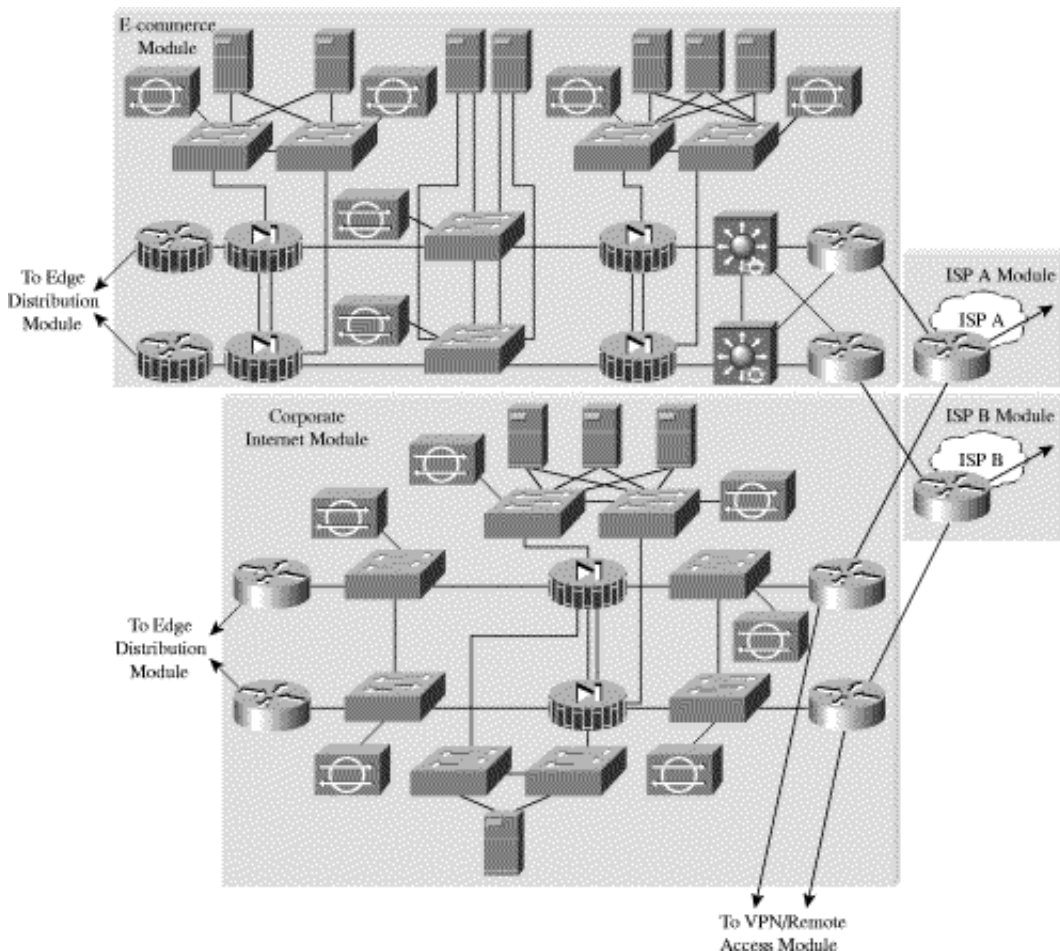 E-commerce
Module
To Edge
Distribution
Module
ISP A Module
ISP A
ISP B Module
ISP B
Corporate
Internet Module
To Edge
Distribution
Module
To VPN/Remote
Access Module